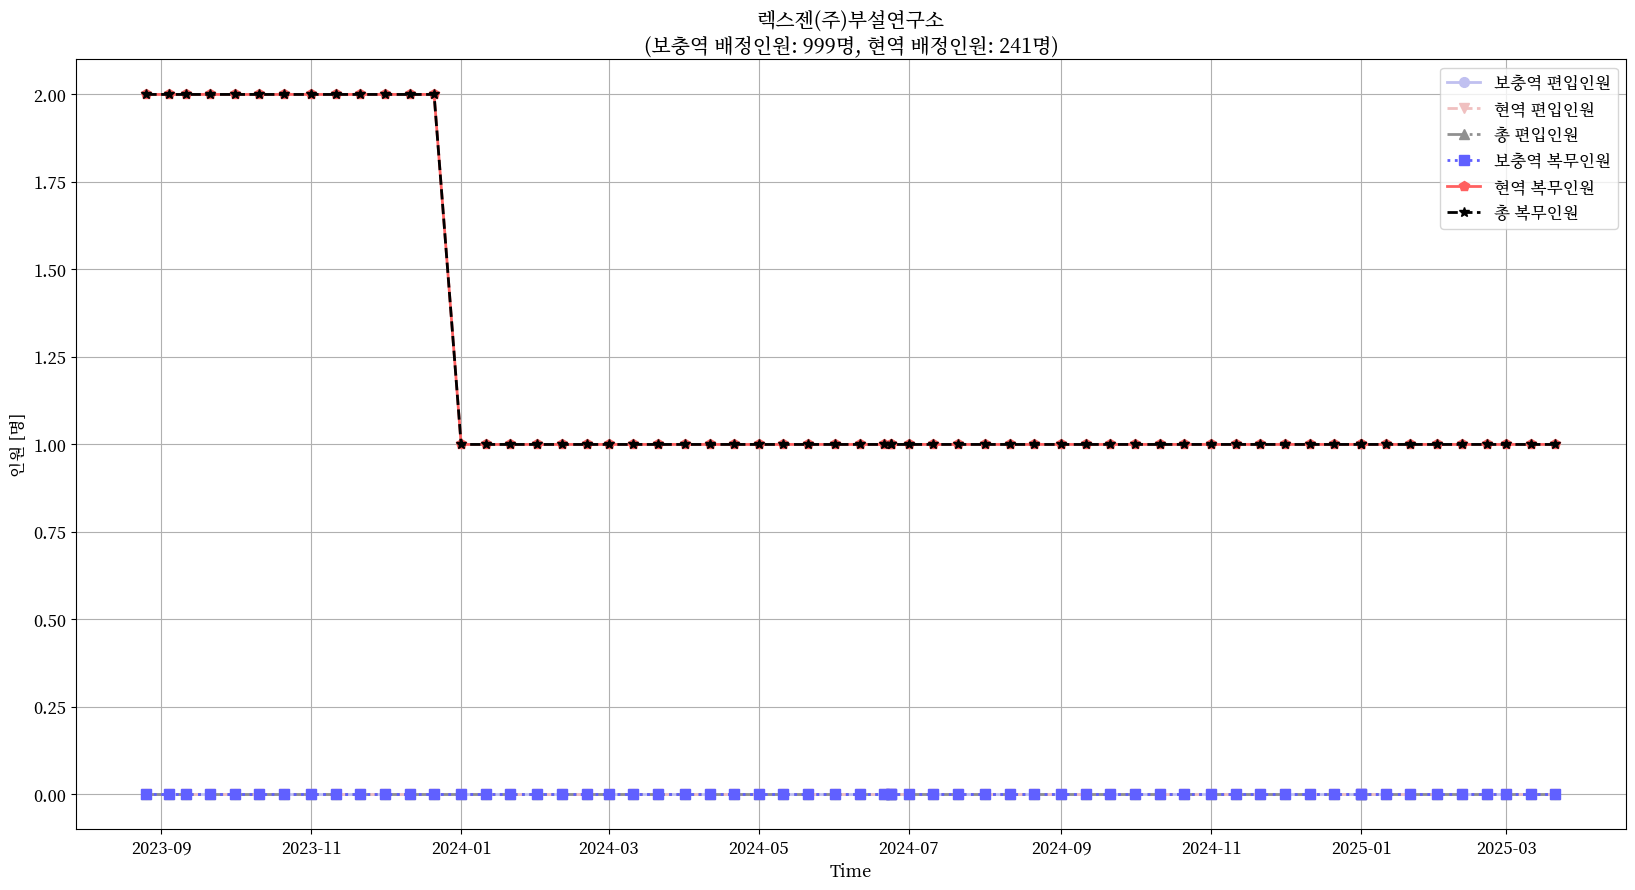 렉스젠(주)부설연구소
(보충역 배정인원: 999명, 현역 배정인원: 241명)
보충역 편입인원
현역 편입인원
총 편입인원
보충역 복무인원
현역 복무인원
총 복무인원
2.00
1.75
1.50
1.25
1.00
0.75
0.50
0.25
0.00
인원 [명]
2023-09
2023-11
2024-01
2024-03
2024-05
2024-07
2024-09
2024-11
2025-01
2025-03
Time